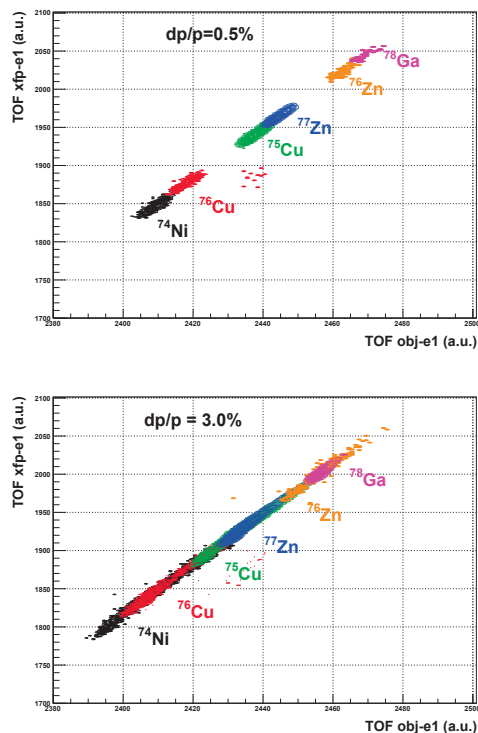 TOF xfp-e1 (a.u.)
2100
2050
2000
1950
1900
1850
1800
1750
1700
dp/p=0.5%
⁷⁸Ga
⁷⁶Zn
⁷⁷Zn
⁷⁵Cu
⁷⁶Cu
⁷⁴Ni
2380 2400 2420 2440 2460 2480 250
TOF obj-e1 (a.u.)
TOF xfp-e1 (a.u.)
2100
2050
2000
1950
1900
1850
1800
1750
1700
dp/p = 3.0%
⁷⁸Ga
⁷⁶Zn
⁷⁷Zn
⁷⁵Cu
⁷⁶Cu
⁷⁴Ni
2380 2400 2420 2440 2460 2480 250
TOF obj-e1 (a.u.)